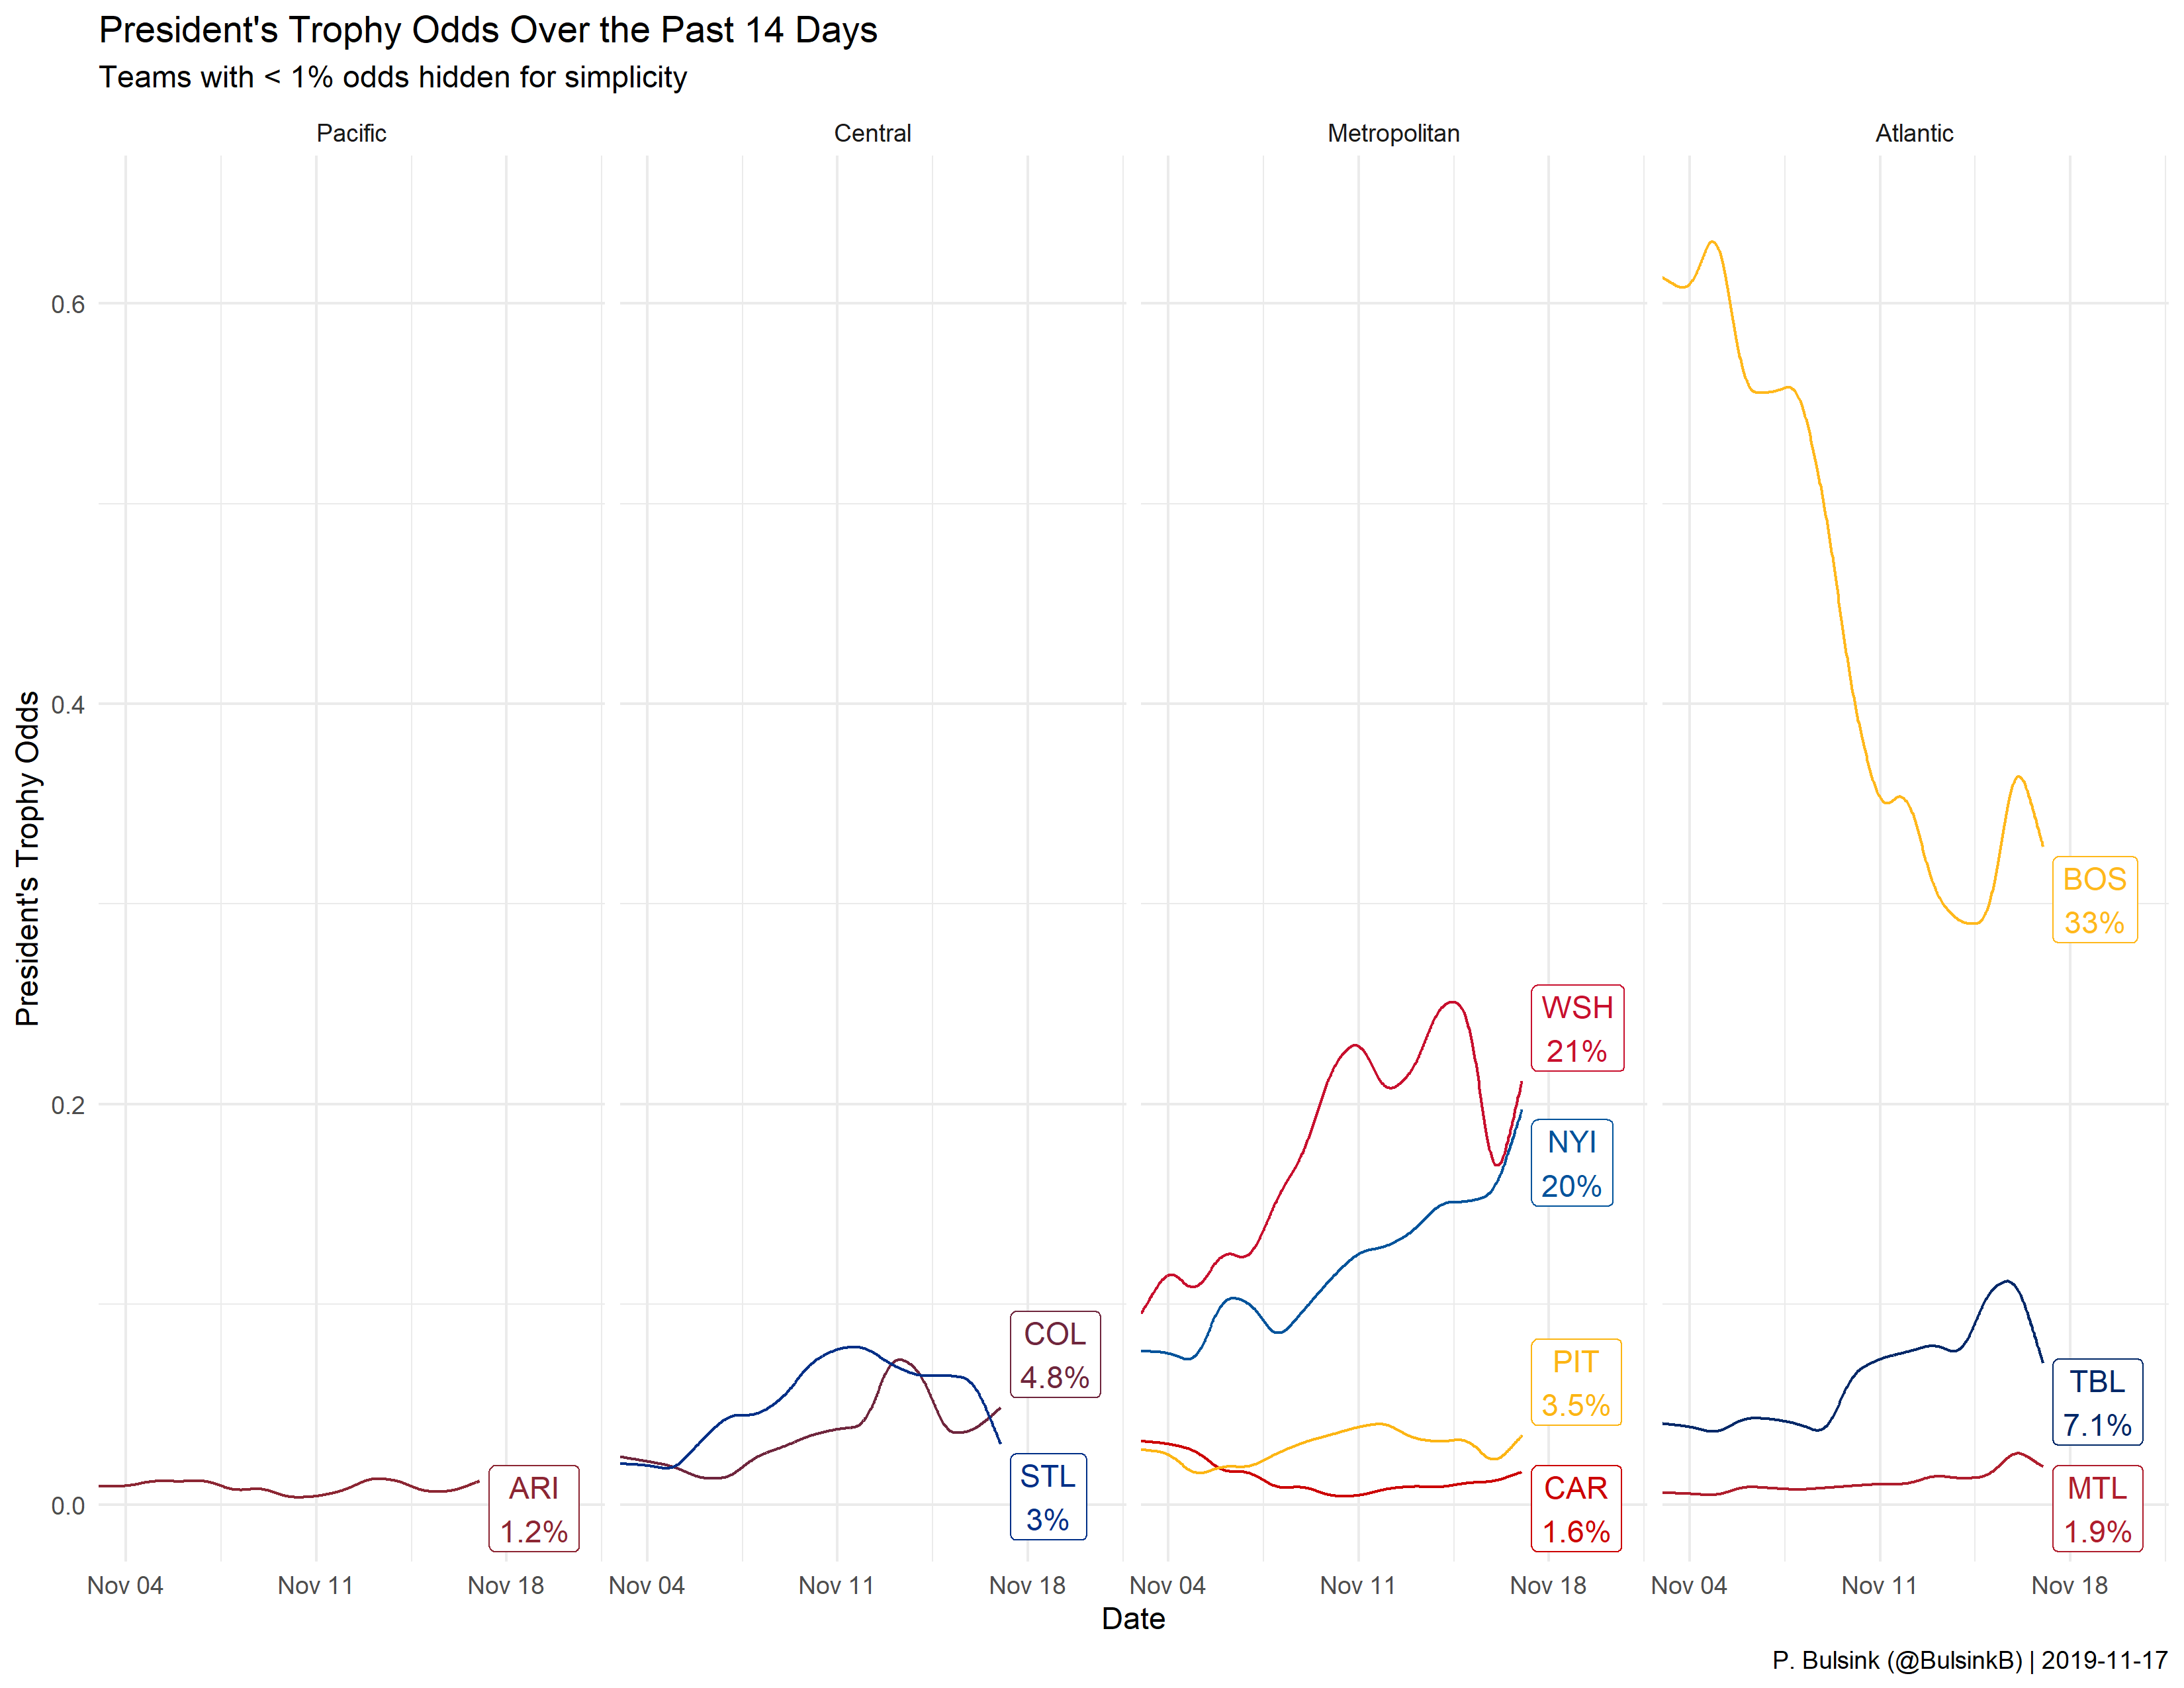 President's Trophy Odds Over the Past 14 Days
Teams with < 1% odds hidden for simplicity
Pacific
Central
Metropolitan
Atlantic
President's Trophy Odds
0.6
0.4
0.2
0.0
ARI
1.2%
COL
4.8%
STL
3%
WSH
21%
NYI
20%
PIT
3.5%
CAR
1.6%
BOS
33%
TBL
7.1%
MTL
1.9%
Nov 04 Nov 11 Nov 18 Nov 04 Nov 11 Nov 18 Nov 04 Nov 11 Nov 18 Nov 04 Nov 11 Nov 18
Date
P. Bulsink (@BulsinkB) | 2019-11-17